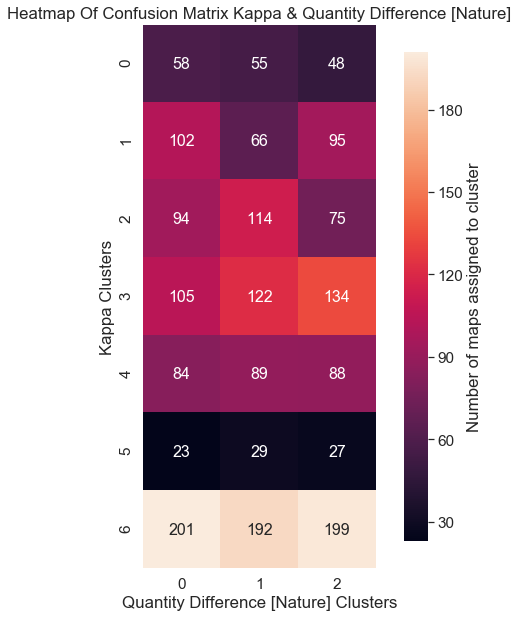 Heatmap Of Confusion Matrix Kappa & Quantity Difference [Nature]
0 58 55 48
1 102 66 95
2 94 114 75
3 105 122 134
4 84 89 88
5 23 29 27
6 201 192 199
0 1 2
Quantity Difference [Nature] Clusters
Kappa Clusters
180
150
120
90
60
30
Number of maps assigned to cluster